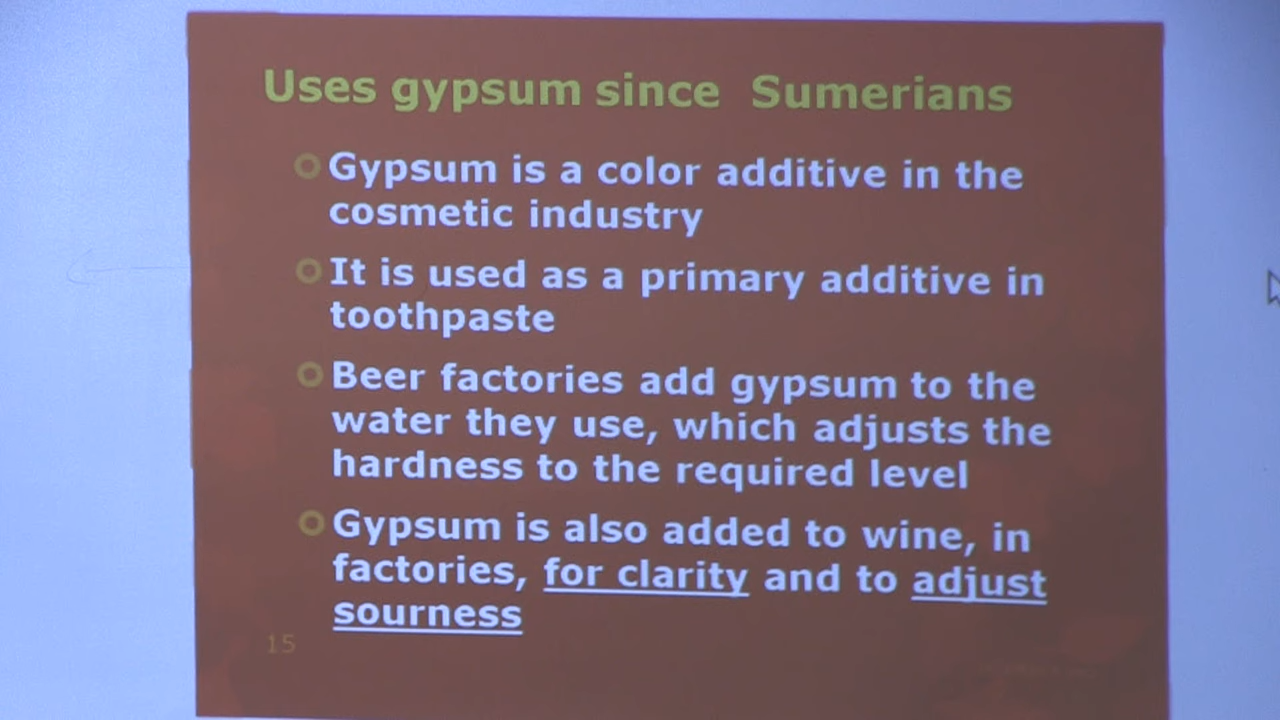 Uses gypsum since Sumerians
Gypsum is a color additive in the
cosmetic industry
It is used as a primary additive in
toothpaste
Beer factories add gypsum to the
water they use, which adjusts the
hardness to the required level
Gypsum is also added to wine, in
factories, for clarity and to adjust
sourness
15